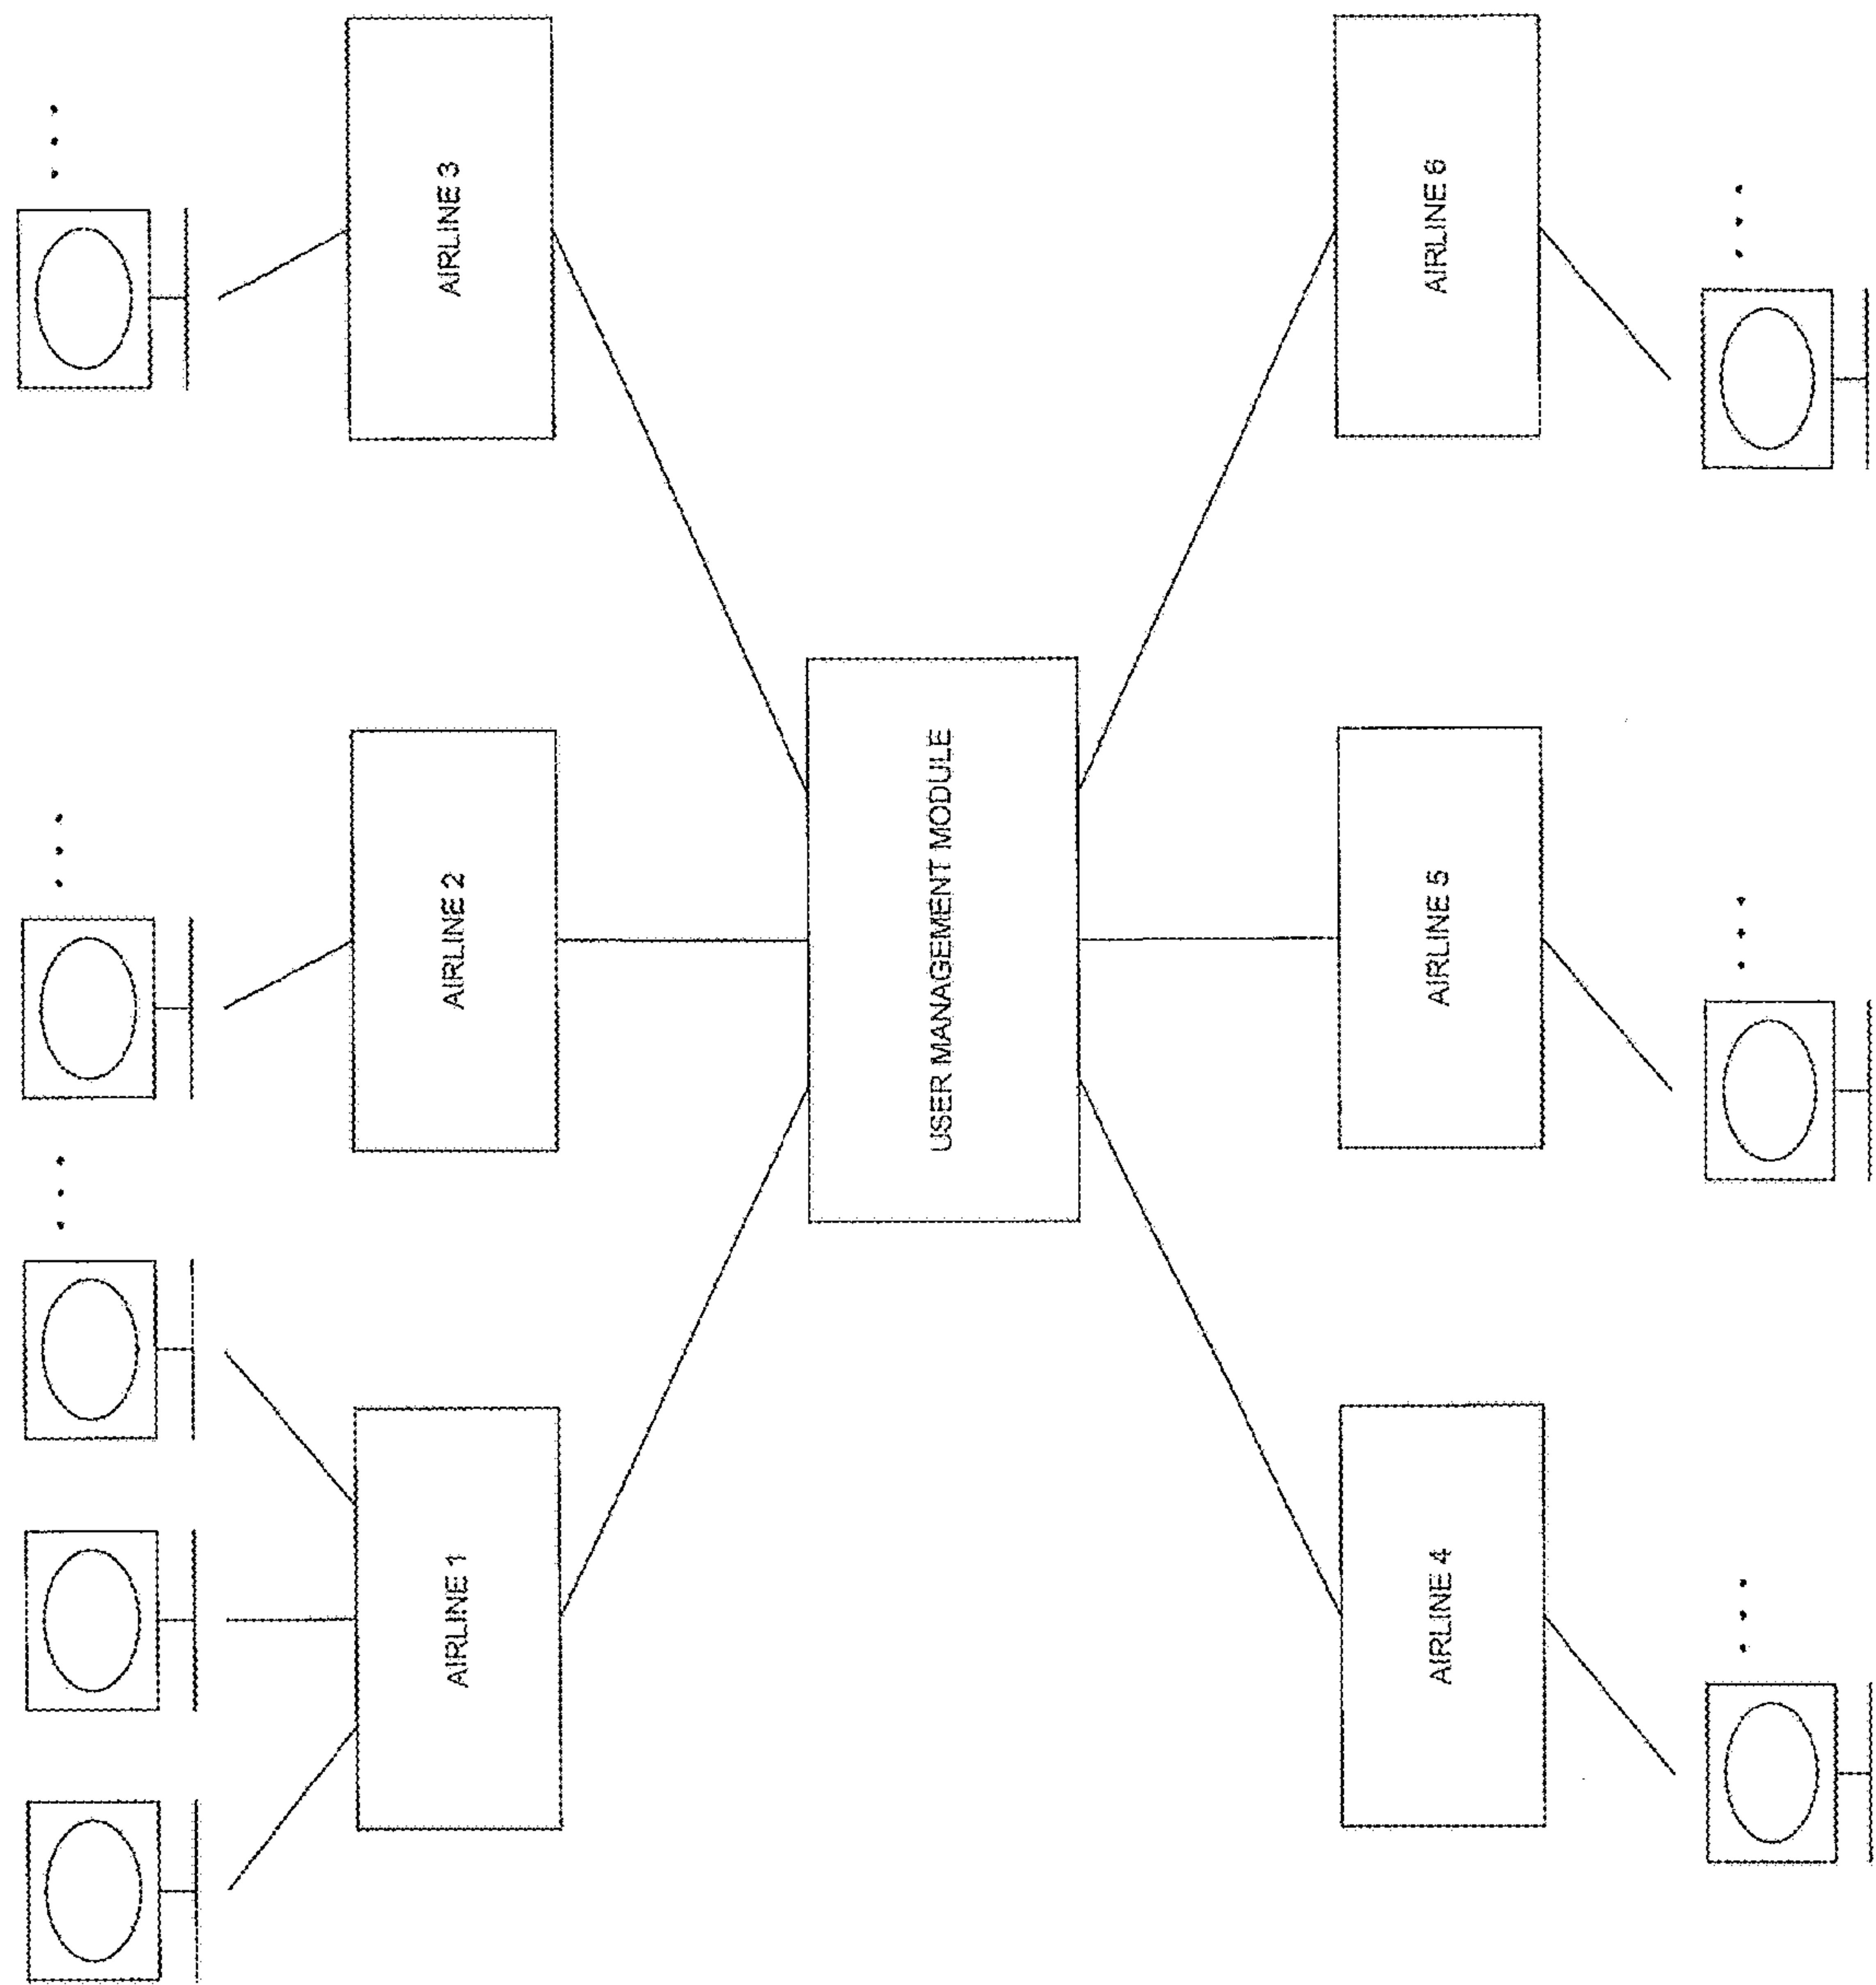 AIRLINE 1
AIRLINE 2
AIRLINE 3
USER MANAGEMENT MODULE
AIRLINE 4
AIRLINE 5
AIRLINE 6